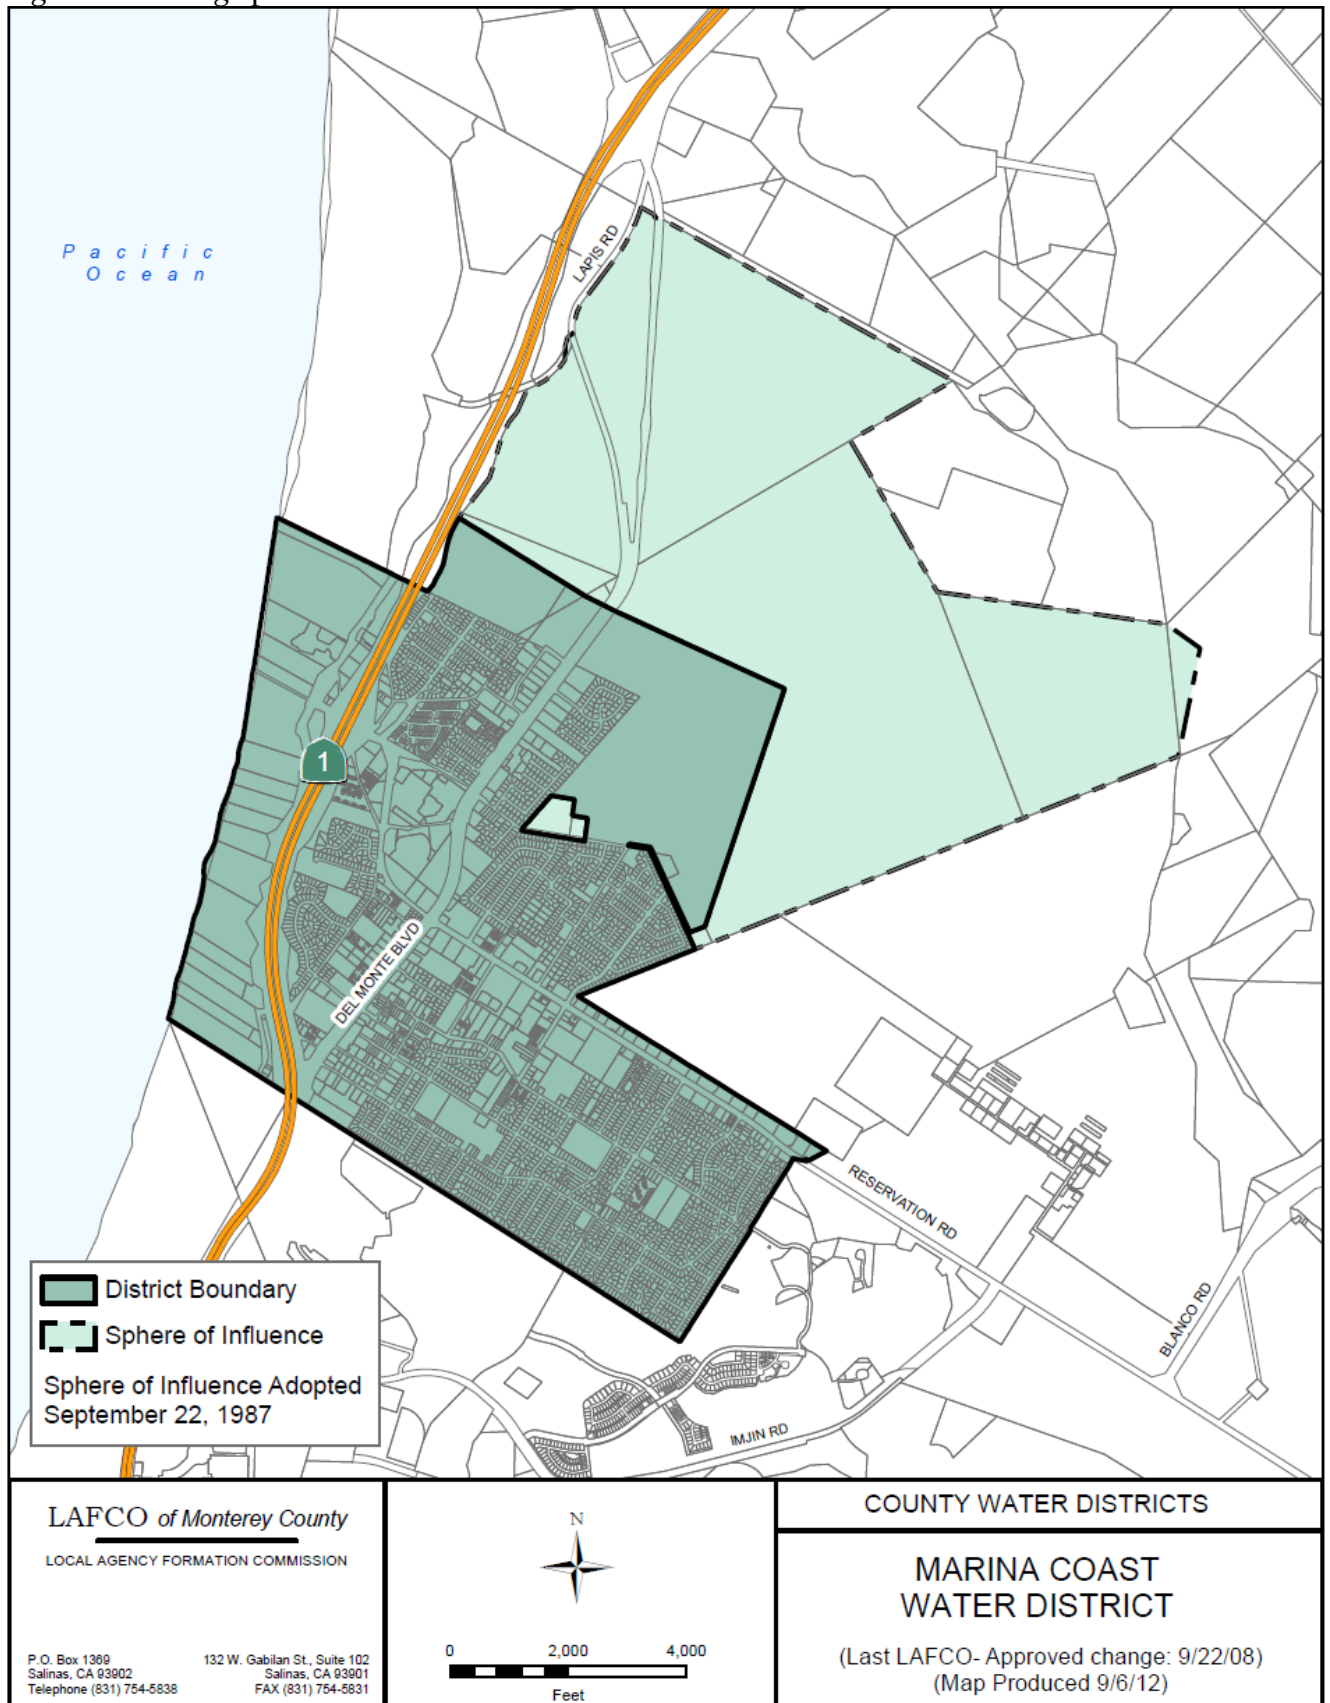 Pacific
Ocean
LAPIS RD
1
DEL MONTE BLVD
RESERVATION RD
BLANCO RD
IMJIN RD
District Boundary
Sphere of Influence
Sphere of Influence Adopted
September 22, 1987
LAFCO of Monterey County
LOCAL AGENCY FORMATION COMMISSION
P.O. Box 1369
Salinas, CA 93902
Telephone (831) 754-5838
132 W. Gabilan St., Suite 102
Salinas, CA 93901
FAX (831) 754-5831
N
0 2,000 4,000
Feet
COUNTY WATER DISTRICTS
MARINA COAST
WATER DISTRICT
(Last LAFCO- Approved change: 9/22/08)
(Map Produced 9/6/12)